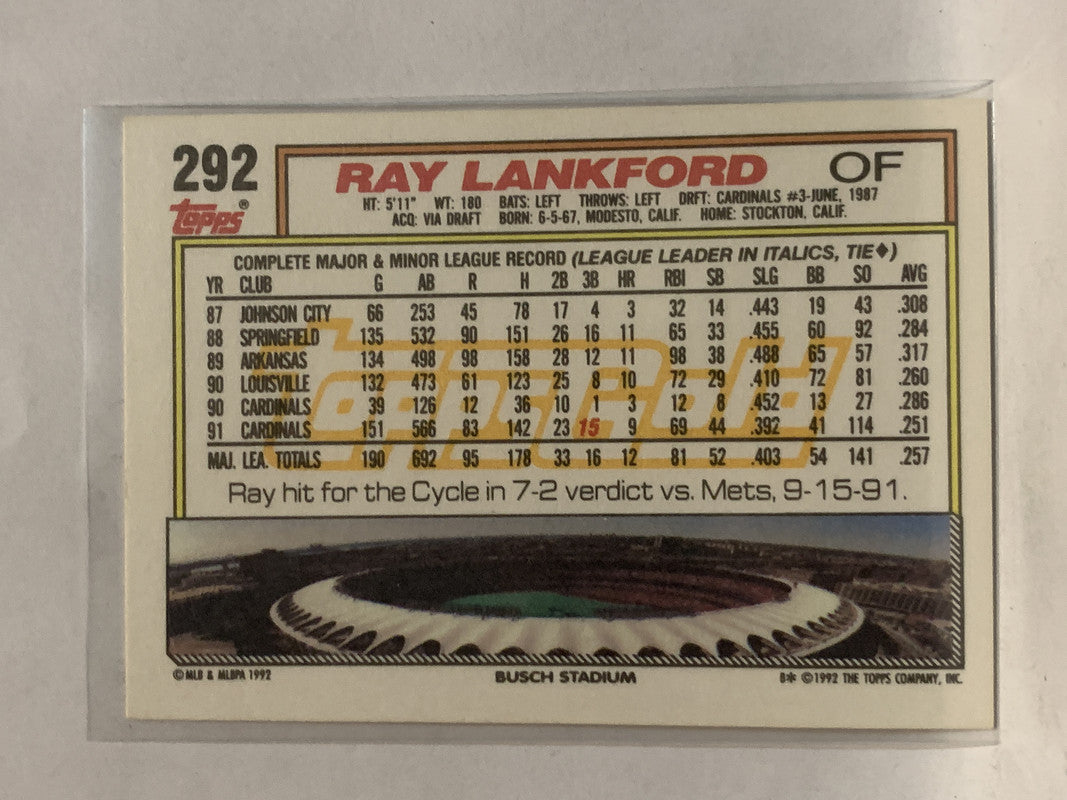 292
RAY LANKFORD OF
topps®
HT: 5'11" WT: 180 BATS: LEFT THROWS: LEFT DRFT: CARDINALS #3-JUNE, 1987
ACQ: VIA DRAFT BORN: 6-5-67, MODESTO, CALIF. HOME: STOCKTON, CALIF.
COMPLETE MAJOR & MINOR LEAGUE RECORD (LEAGUE LEADER IN ITALICS, TIE♦)
YR CLUB G AB R H 2B 3B HR RBI SB SLG BB SO AVG
87 JOHNSON CITY 66 253 45 78 17 4 3 32 14 .443 19 43 .308
88 SPRINGFIELD 135 532 90 151 26 16 11 65 33 .455 60 92 .284
89 ARKANSAS 134 498 98 158 28 12 11 98 38 .488 65 57 .317
90 LOUISVILLE 132 473 61 123 25 8 10 72 29 .410 72 81 .260
90 CARDINALS 39 126 12 36 10 1 3 12 8 .452 13 27 .286
91 CARDINALS 151 566 83 142 23 15 9 69 44 .392 41 114 .251
MAJ. LEA. TOTALS 190 692 95 178 33 16 12 81 52 .403 54 141 .257
ToppsGold
Ray hit for the Cycle in 7-2 verdict vs. Mets, 9-15-91.
© MLB & MLBPA 1992 BUSCH STADIUM B* ©1992 THE TOPPS COMPANY, INC.